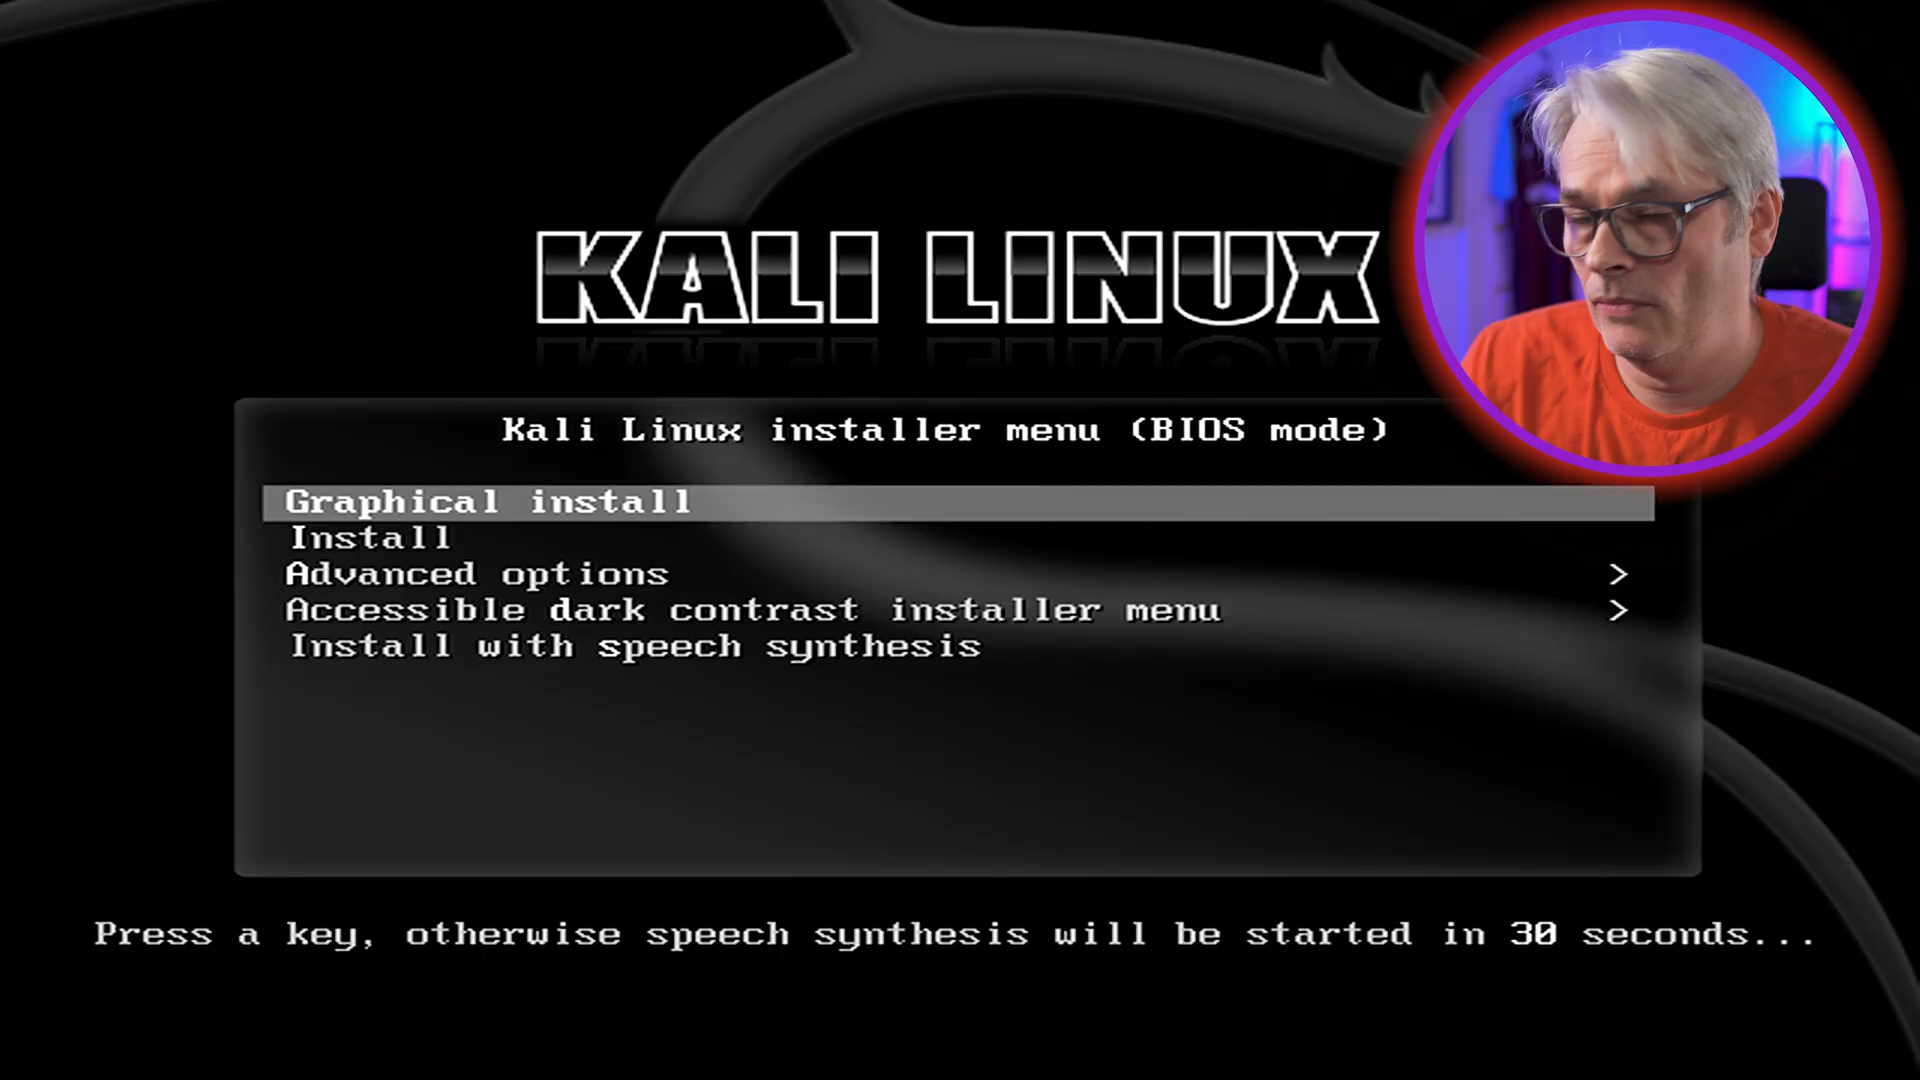 KALI LINUX
Kali Linux installer menu (BIOS mode)
Graphical install
Install
Advanced options >
Accessible dark contrast installer menu >
Install with speech synthesis
Press a key, otherwise speech synthesis will be started in 30 seconds...